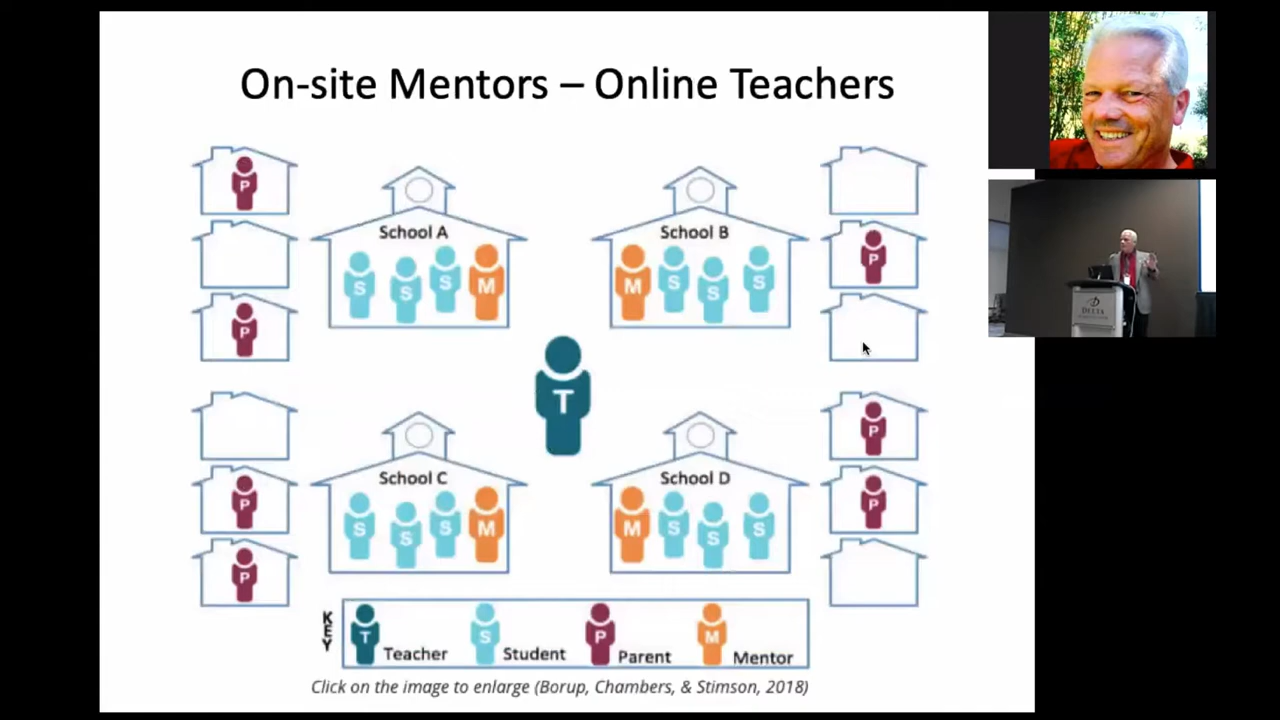 On-site Mentors – Online Teachers
P
School A
S S S M
School B
M S S S
P
P
T
School C
S S S M
School D
M S S S
P
P
P
P
P
KEY
T Teacher
S Student
P Parent
M Mentor
Click on the image to enlarge (Borup, Chambers, & Stimson, 2018)
DELTA